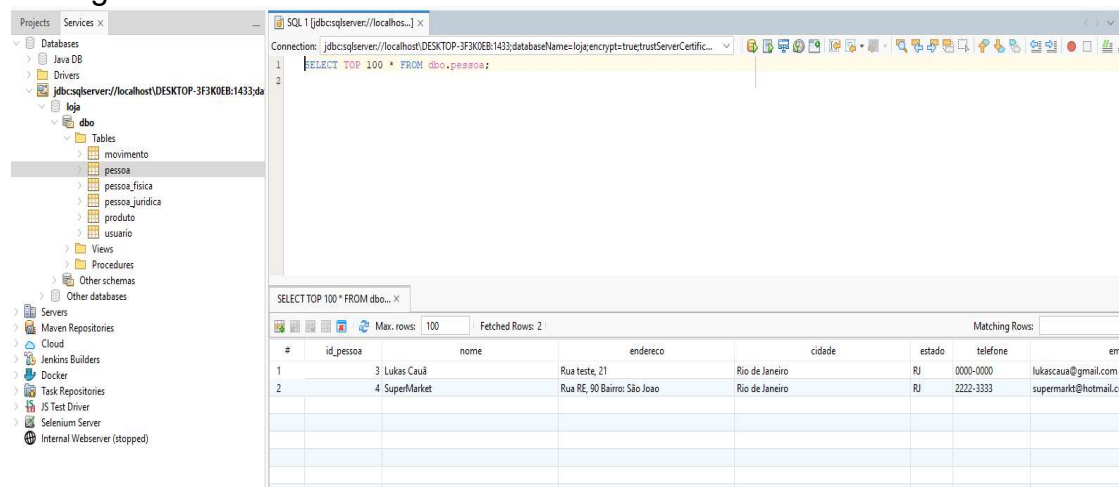 Projects Services
Databases
Java DB
Drivers
jdbc:sqlserver://localhost\DESKTOP-3F3K0EB:1433;da
loja
dbo
Tables
movimento
pessoa
pessoa_fisica
pessoa_juridica
produto
usuario
Views
Procedures
Other schemas
Other databases
Servers
Maven Repositories
Cloud
Jenkins Builders
Docker
Task Repositories
JS Test Driver
Selenium Server
Internal Webserver (stopped)
SQL 1 [jdbc:sqlserver://localhos...]
Connection: jdbc:sqlserver://localhost\DESKTOP-3F3K0EB:1433;databaseName=loja;encrypt=true;trustServerCertific...
1 SELECT TOP 100 * FROM dbo.pessoa;
2
SELECT TOP 100 * FROM dbo...
Max. rows: 100 Fetched Rows: 2 Matching Rows:
# id_pessoa nome endereco cidade estado telefone em
1 3 Lukas Cauã Rua teste, 21 Rio de Janeiro RJ 0000-0000 lukascaua@gmail.com
2 4 SuperMarket Rua RE, 90 Bairro: São Joao Rio de Janeiro RJ 2222-3333 supermarkt@hotmail.c